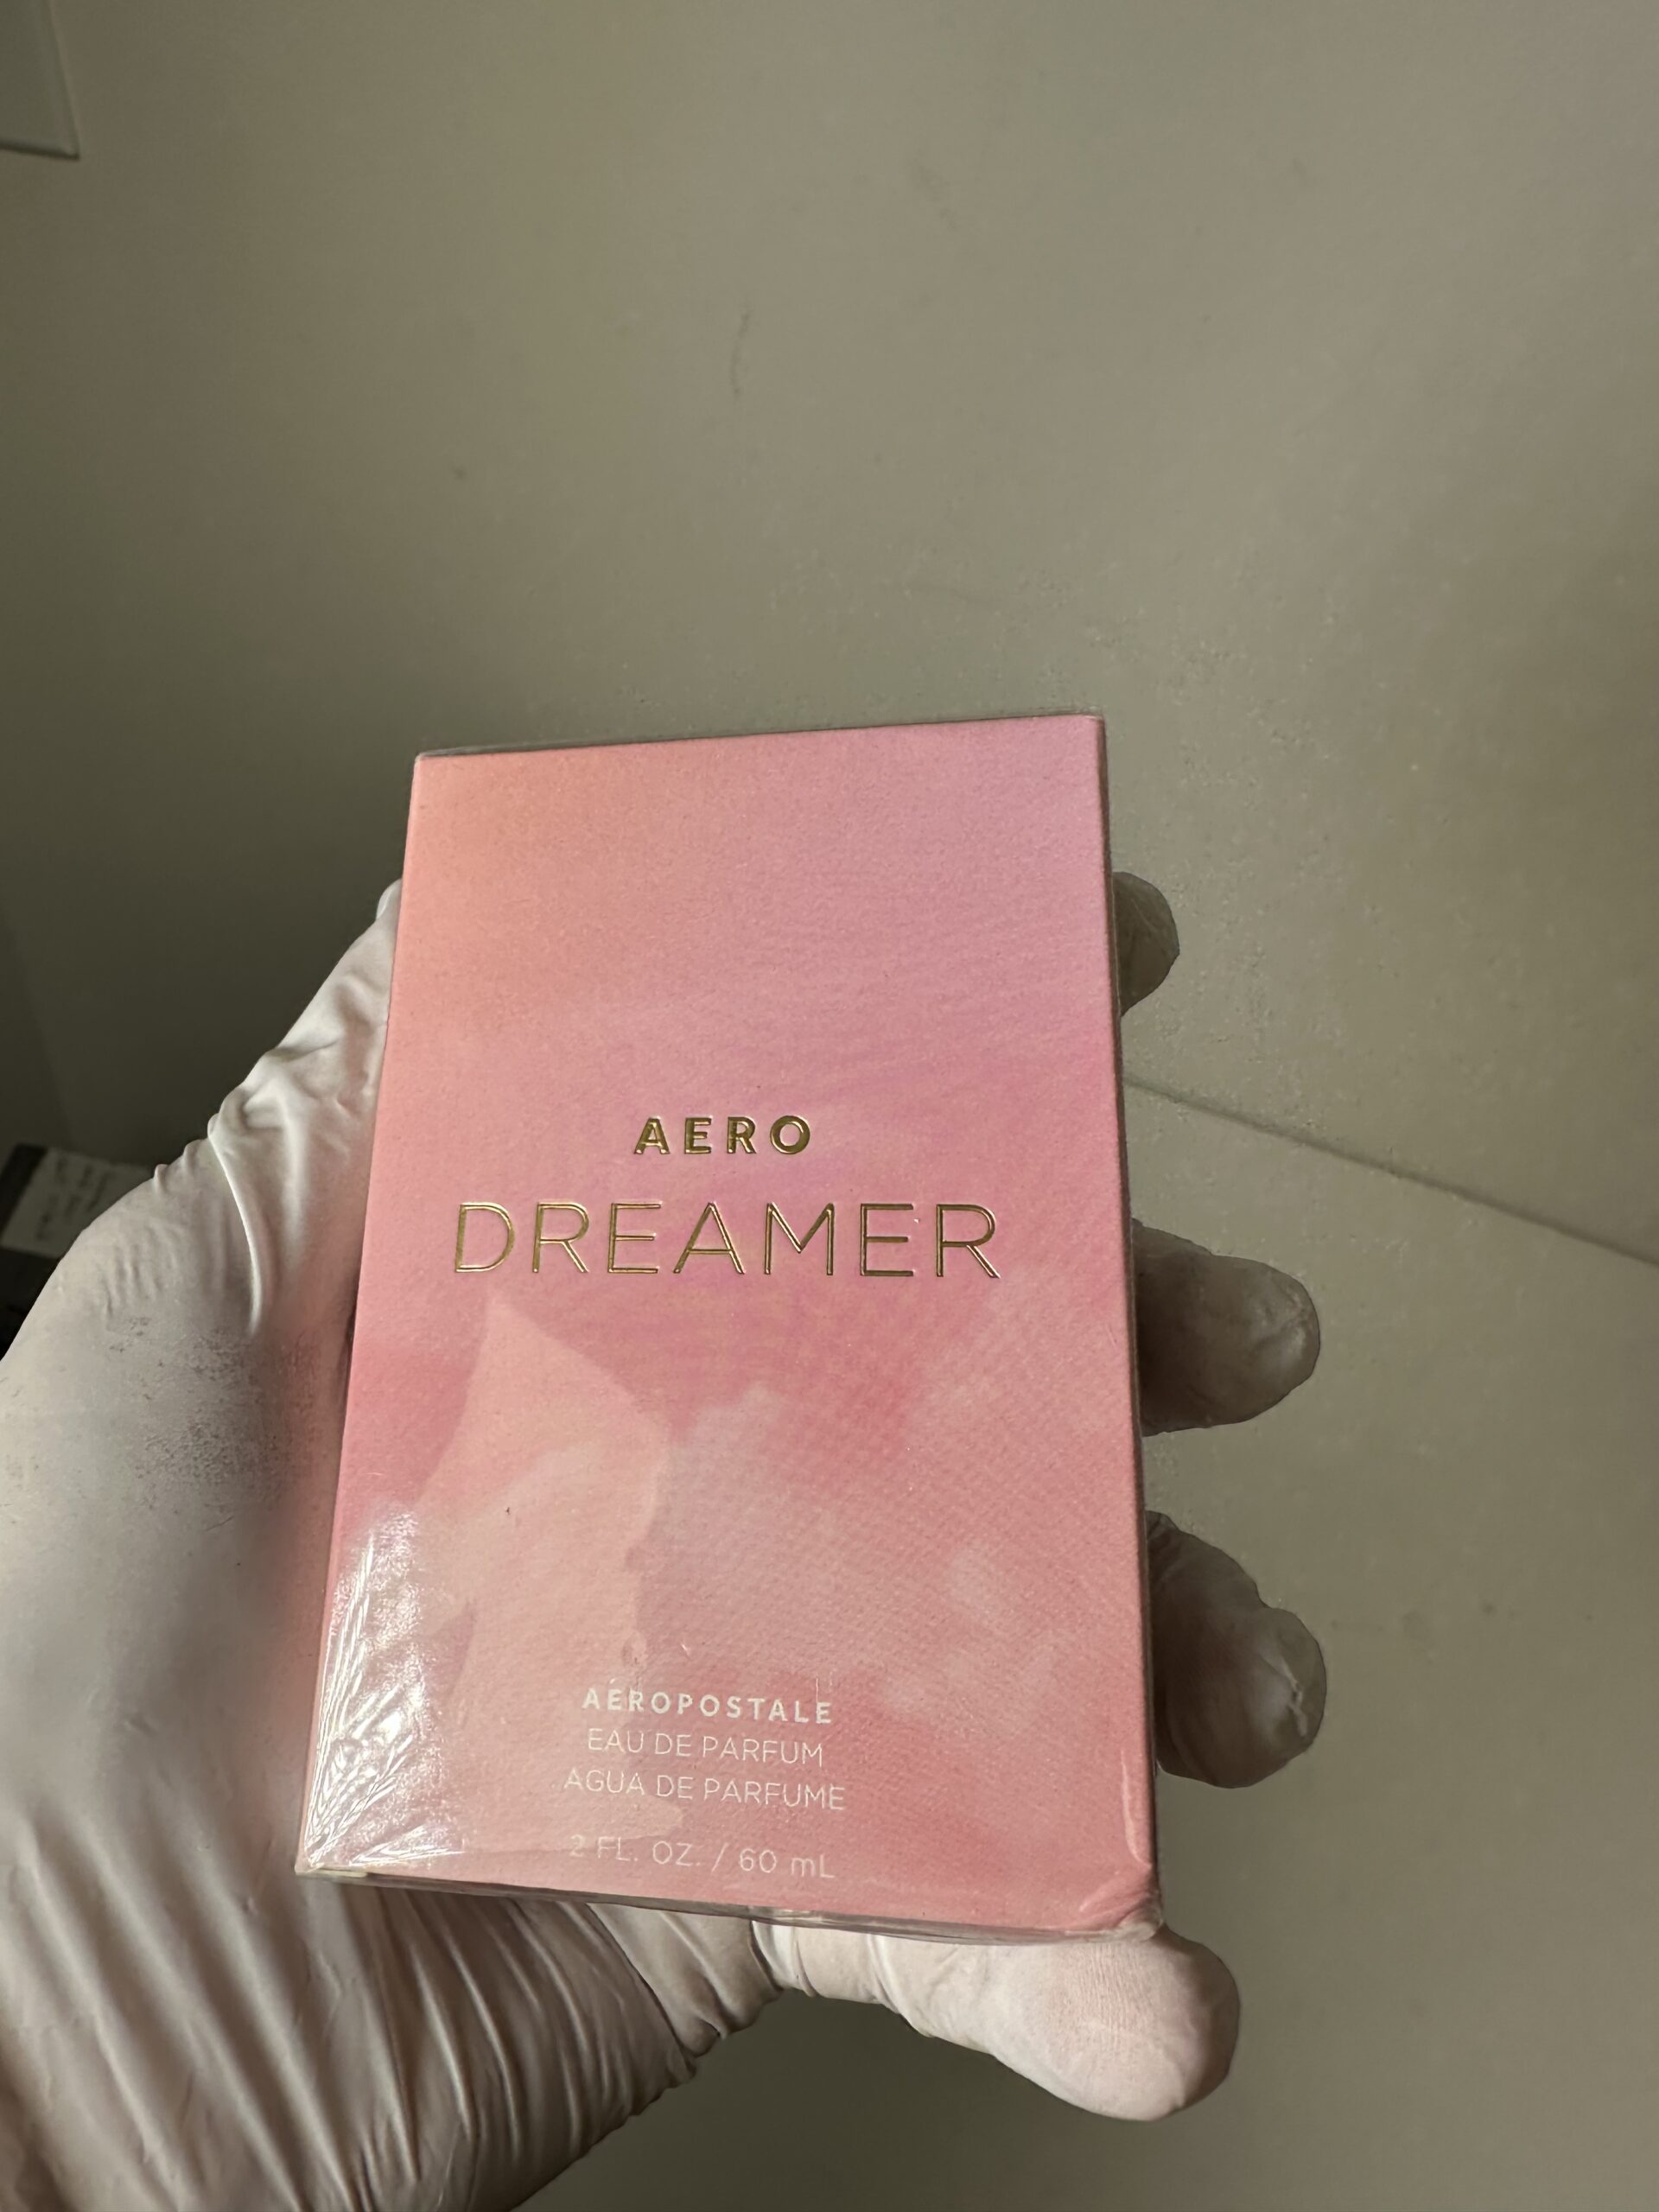 AERO
DREAMER
AÉROPOSTALE
EAU DE PARFUM
AGUA DE PARFUME
2 FL. OZ. / 60 mL